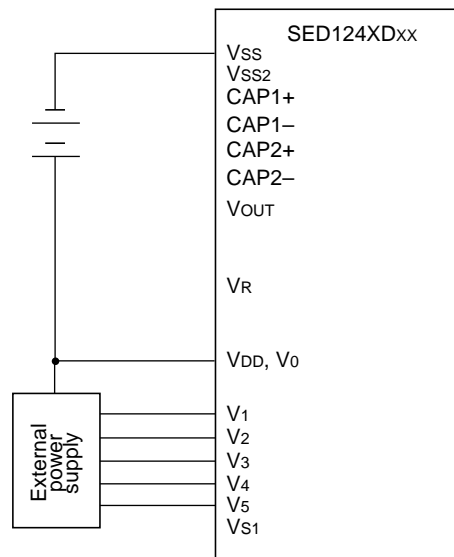 SED124XDXX
VSS
VSS2
CAP1+
CAP1–
CAP2+
CAP2–
VOUT
VR
VDD, V0
V1
V2
V3
V4
V5
VS1
External
power
supply